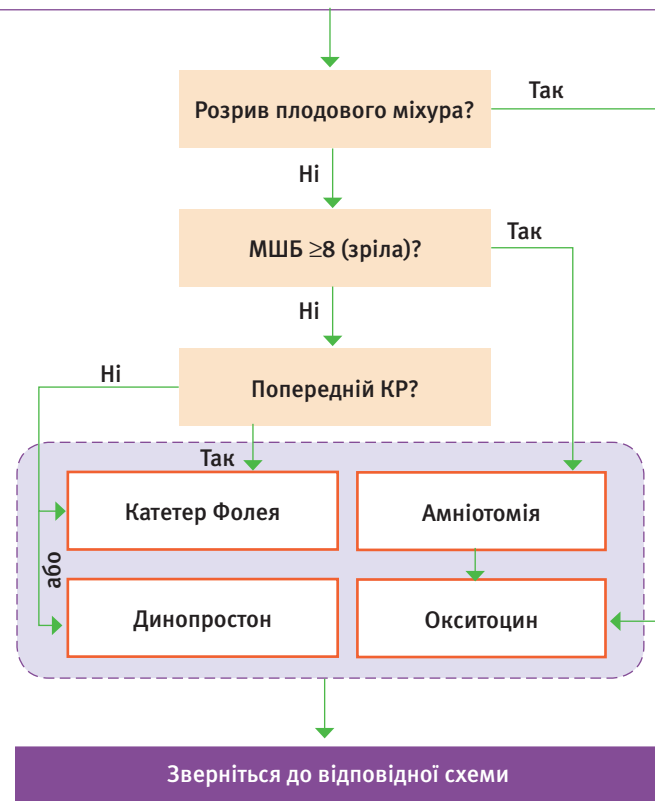 Розрив плодового міхура?
Так
Ні
МШБ ≥8 (зріла)?
Так
Ні
Попередній КР?
Ні
Так
Катетер Фолея
Амніотомія
або
Динопростон
Окситоцин
Зверніться до відповідної схеми